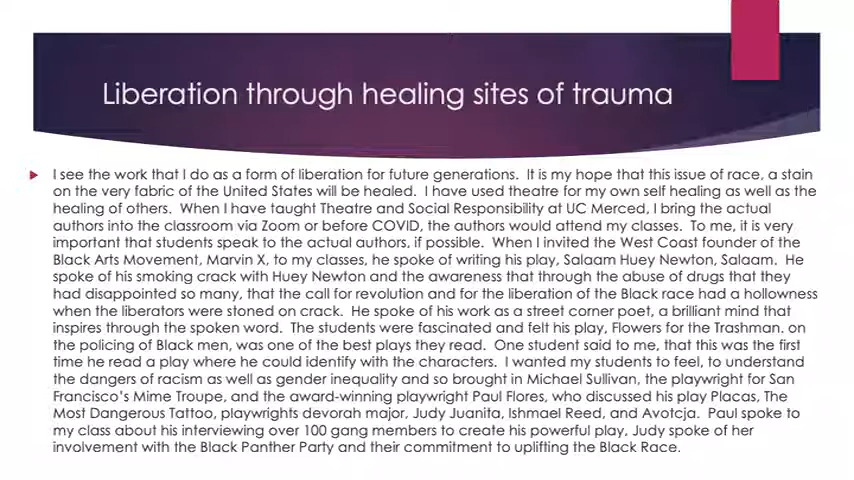 Liberation through healing sites of trauma
I see the work that I do as a form of liberation for future generations. It is my hope that this issue of race, a stain
on the very fabric of the United States will be healed. I have used theatre for my own self healing as well as the
healing of others. When I have taught Theatre and Social Responsibility at UC Merced, I bring the actual
authors into the classroom via Zoom or before COVID, the authors would attend my classes. To me, it is very
important that students speak to the actual authors, if possible. When I invited the West Coast founder of the
Black Arts Movement, Marvin X, to my classes, he spoke of writing his play, Salaam Huey Newton, Salaam. He
spoke of his smoking crack with Huey Newton and the awareness that through the abuse of drugs that they
had disappointed so many, that the call for revolution and for the liberation of the Black race had a hollowness
when the liberators were stoned on crack. He spoke of his work as a street corner poet, a brilliant mind that
inspires through the spoken word. The students were fascinated and felt his play, Flowers for the Trashman. on
the policing of Black men, was one of the best plays they read. One student said to me, that this was the first
time he read a play where he could identify with the characters. I wanted my students to feel, to understand
the dangers of racism as well as gender inequality and so brought in Michael Sullivan, the playwright for San
Francisco's Mime Troupe, and the award-winning playwright Paul Flores, who discussed his play Placas, The
Most Dangerous Tattoo, playwrights devorah major, Judy Juanita, Ishmael Reed, and Avotcja. Paul spoke to
my class about his interviewing over 100 gang members to create his powerful play, Judy spoke of her
involvement with the Black Panther Party and their commitment to uplifting the Black Race.